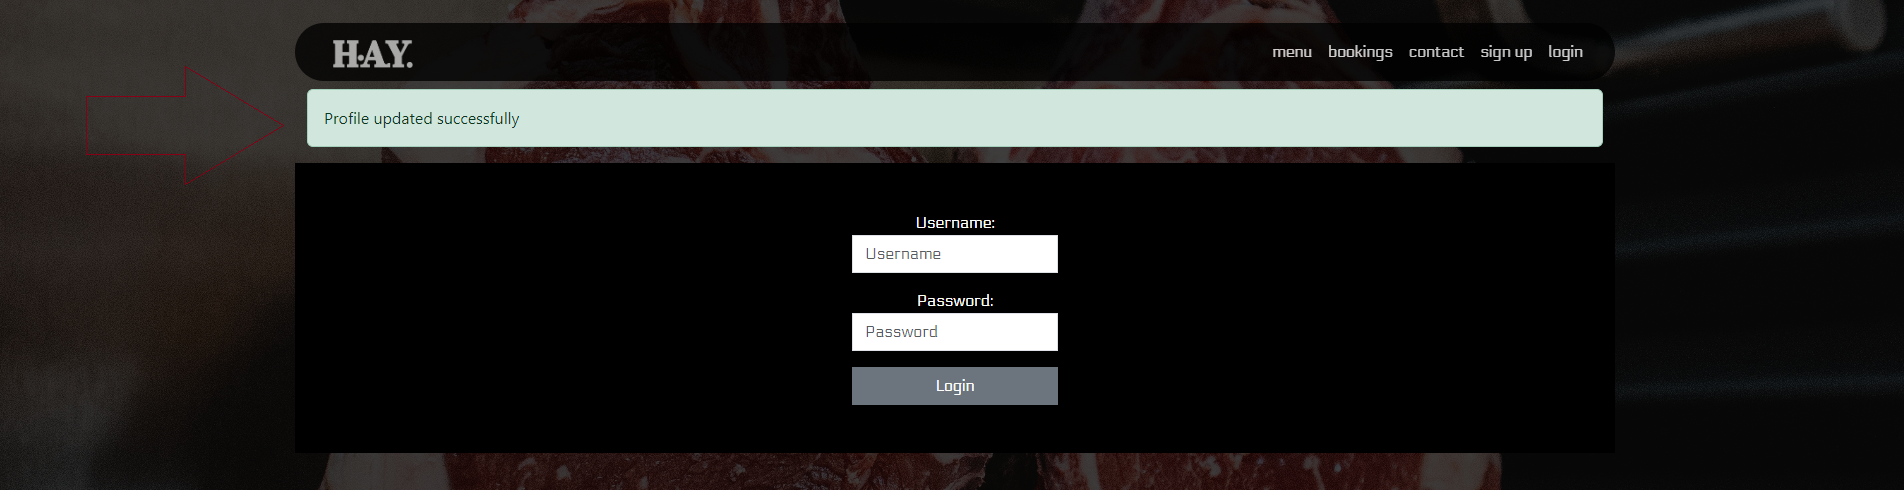 H.A.Y.
menu bookings contact sign up login
Profile updated successfully
Username:
Username
Password:
Password
Login